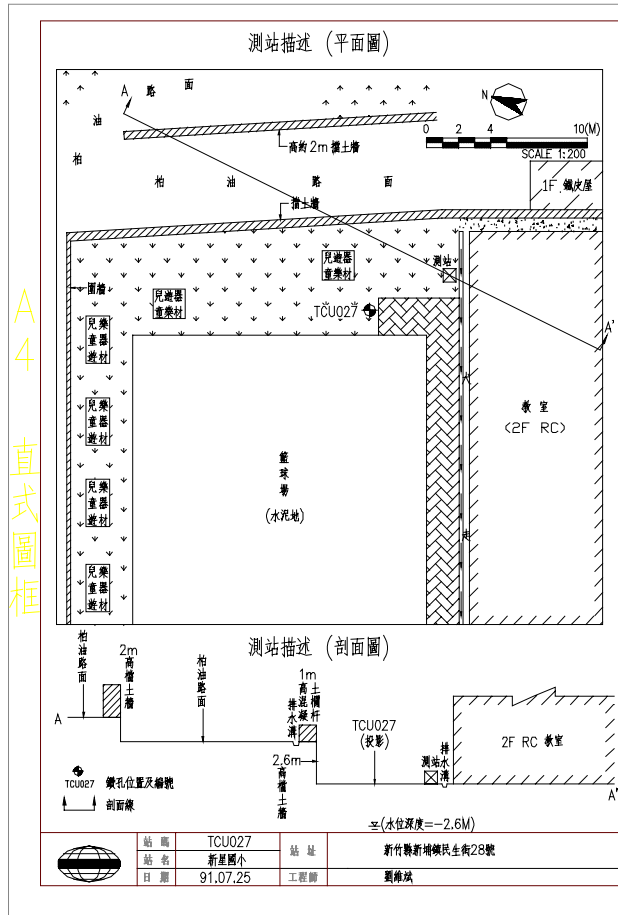 測站描述 (平面圖)
A
路
面
油
柏
N
0 2 4 10(M)
SCALE 1:200
高約2m擋土牆
柏 油 路 面
1F 鐵皮屋
擋土牆
測站
兒遊器
童樂材
圍牆
兒遊器
童樂材
TCU027
A'
兒樂
童器
遊材
教室
(2F RC)
兒樂
童器
遊材
籃球場
(水泥地)
兒樂
童器
遊材
走
兒樂
童器
遊材
A4 直式圖框
測站描述 (剖面圖)
柏油路面
2m
高擋土牆
柏油路面
排水溝
1m
高混凝
土欄杆
A
TCU027
(投影)
測站
排水溝
2F RC 教室
2.6m
高擋土牆
A'
TCU027 鑽孔位置及編號
剖面線
(水位深度=-2.6M)
站 碼 TCU027
站 名 新星國小
站 址 新竹縣新埔鎮民生街28號
日 期 91.07.25
工程師 劉維斌